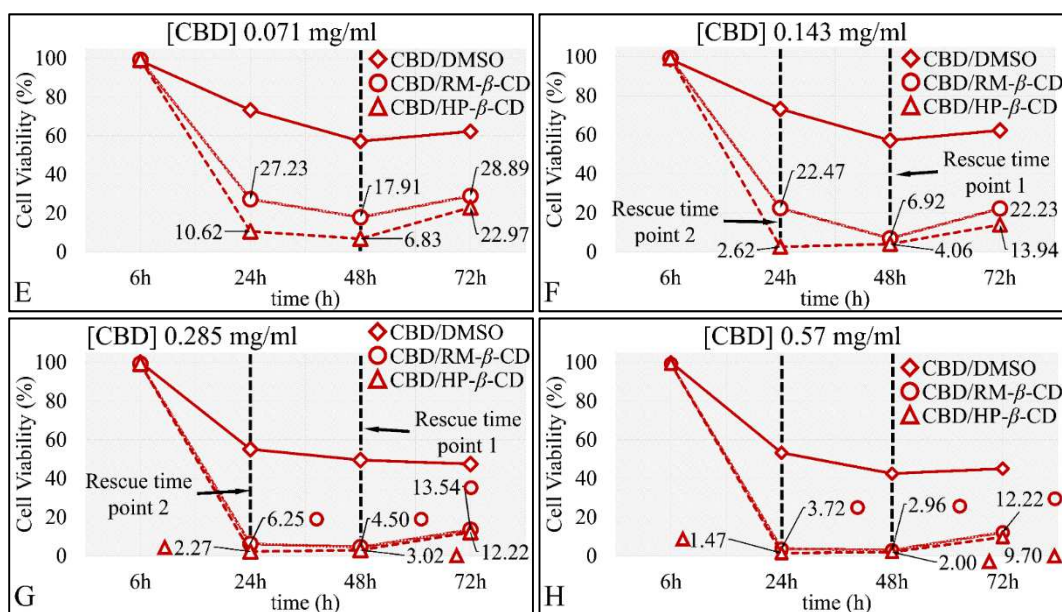 [CBD] 0.071 mg/ml
CBD/DMSO
CBD/RM-β-CD
CBD/HP-β-CD
Cell Viability (%)
100
80
60
40
20
0
27.23
17.91
28.89
10.62
6.83
22.97
6h
24h
48h
72h
time (h)
E
[CBD] 0.143 mg/ml
CBD/DMSO
CBD/RM-β-CD
CBD/HP-β-CD
Cell Viability (%)
100
80
60
40
20
0
22.47
Rescue time
point 1
6.92
22.23
Rescue time
point 2
2.62
4.06
13.94
6h
24h
48h
72h
time (h)
F
[CBD] 0.285 mg/ml
CBD/DMSO
CBD/RM-β-CD
CBD/HP-β-CD
Cell Viability (%)
100
80
60
40
20
0
Rescue time
point 1
Rescue time
point 2
13.54
6.25
4.50
2.27
3.02
12.22
6h
24h
48h
72h
time (h)
G
[CBD] 0.57 mg/ml
CBD/DMSO
CBD/RM-β-CD
CBD/HP-β-CD
Cell Viability (%)
100
80
60
40
20
0
3.72
2.96
12.22
1.47
2.00
9.70
6h
24h
48h
72h
time (h)
H